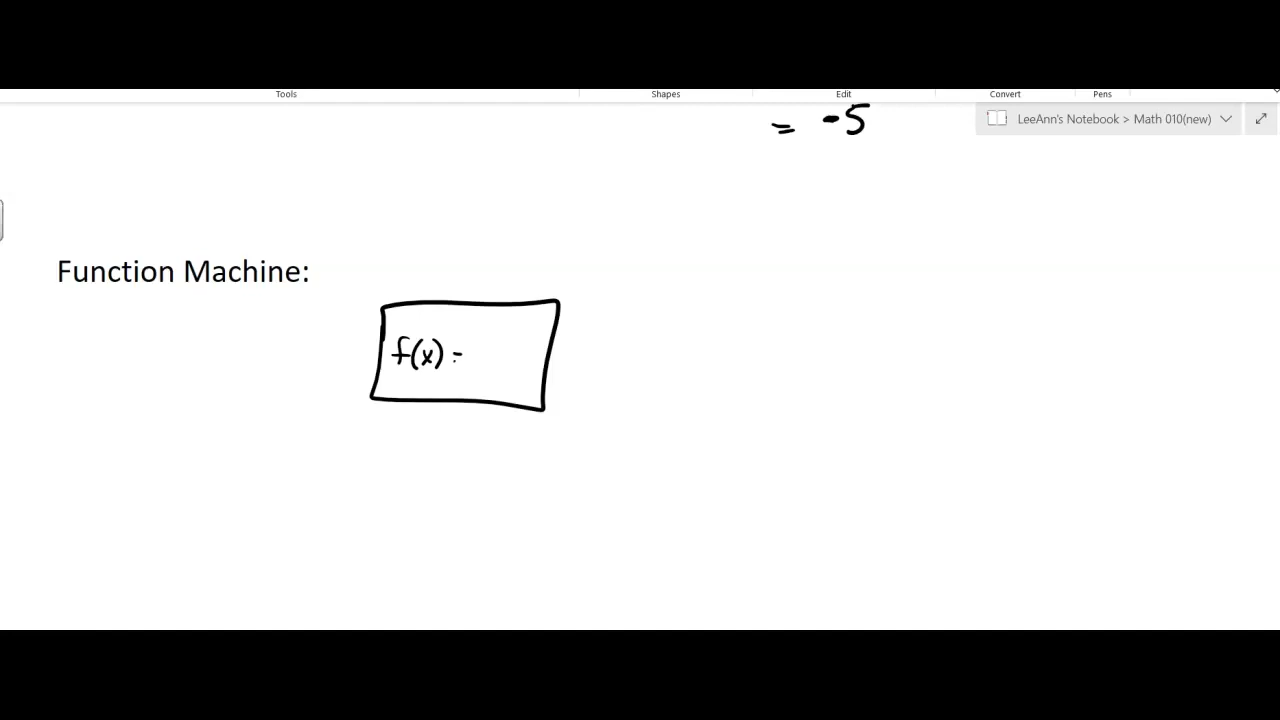 Tools Shapes Edit Convert Pens
= -5
LeeAnn's Notebook > Math 010(new)
Function Machine:
f(x) =